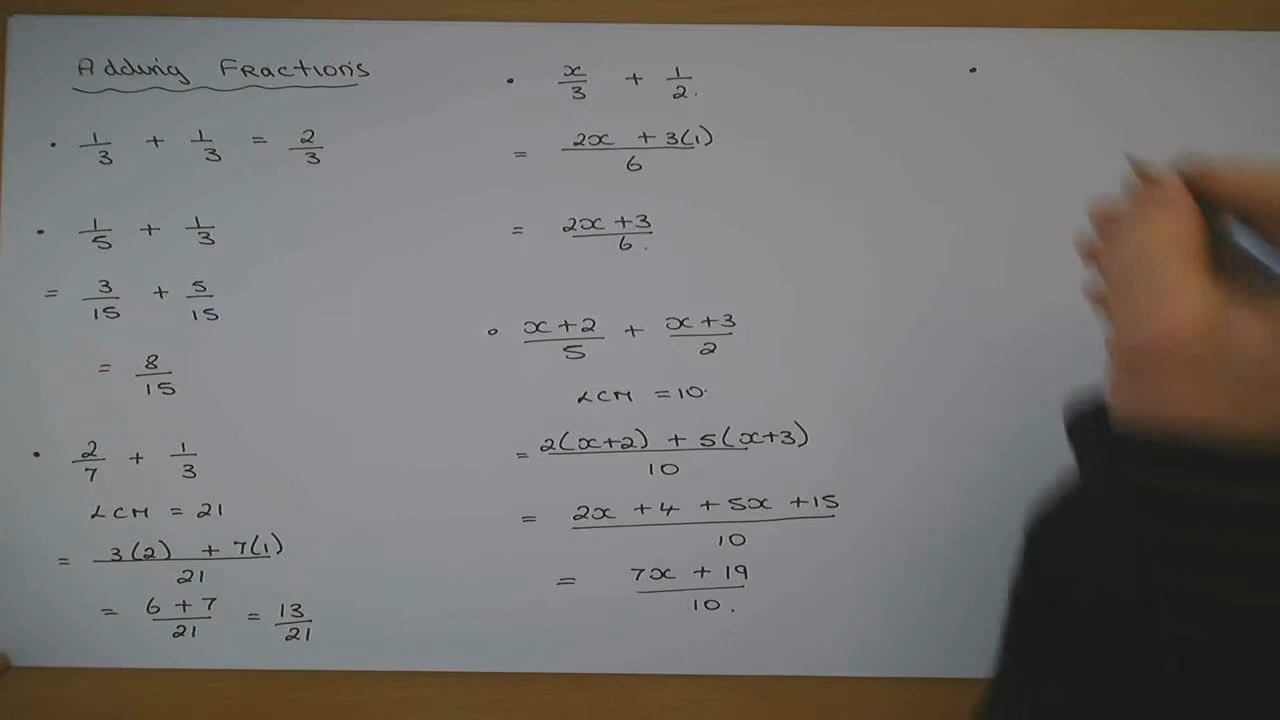 Adding Fractions
• 1/3 + 1/3 = 2/3
• 1/5 + 1/3
= 3/15 + 5/15
= 8/15
• 2/7 + 1/3
LCM = 21
= (3(2) + 7(1))/21
= (6 + 7)/21 = 13/21
• x/3 + 1/2.
= (2x + 3(1))/6
= (2x + 3)/6.
• (x + 2)/5 + (x + 3)/2
LCM = 10.
= (2(x+2) + 5(x+3))/10
= (2x + 4 + 5x + 15)/10
= (7x + 19)/10.
•